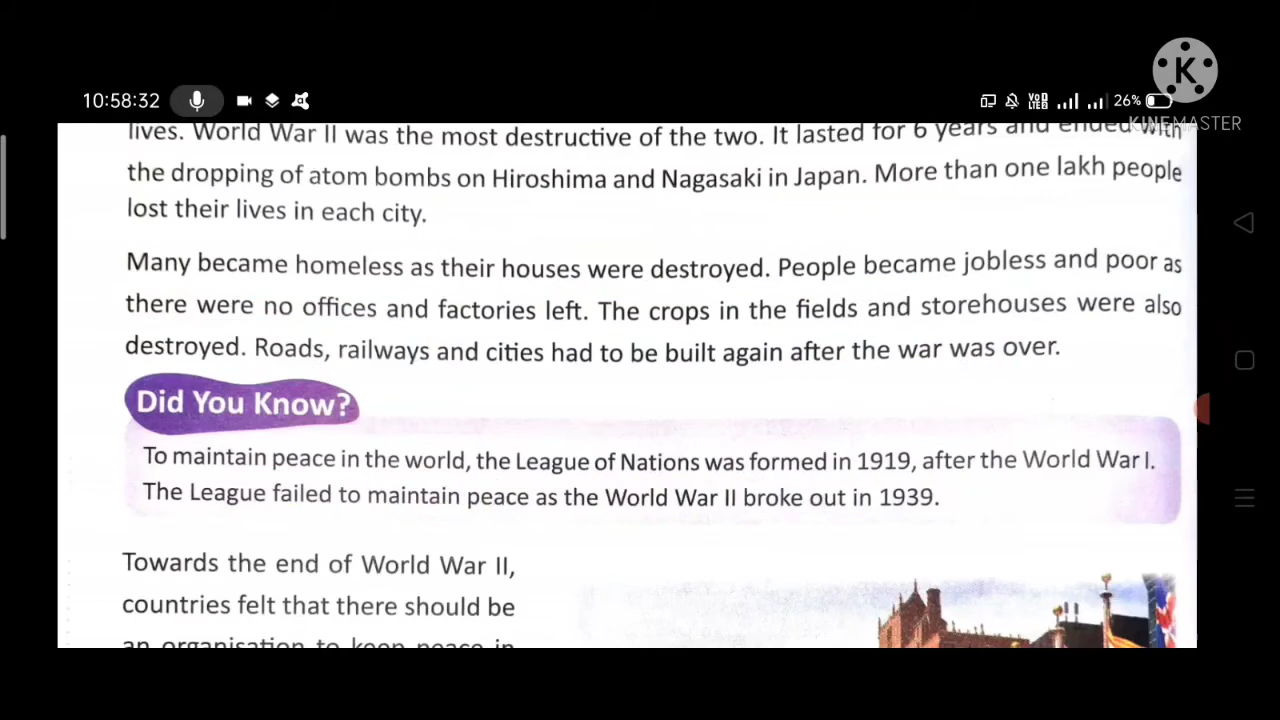 10:58:32
26%
K
KINEMASTER
lives. World War II was the most destructive of the two. It lasted for 6 years and ended with
the dropping of atom bombs on Hiroshima and Nagasaki in Japan. More than one lakh people
lost their lives in each city.
Many became homeless as their houses were destroyed. People became jobless and poor as
there were no offices and factories left. The crops in the fields and storehouses were also
destroyed. Roads, railways and cities had to be built again after the war was over.
Did You Know?
To maintain peace in the world, the League of Nations was formed in 1919, after the World War I.
The League failed to maintain peace as the World War II broke out in 1939.
Towards the end of World War II,
countries felt that there should be
an organisation to keep peace in